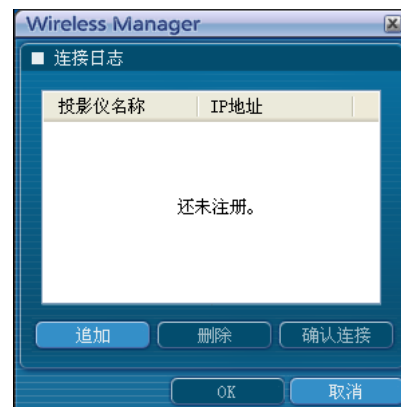 Wireless Manager
连接日志
投影仪名称 IP地址
还未注册。
追加 删除 确认连接
OK 取消